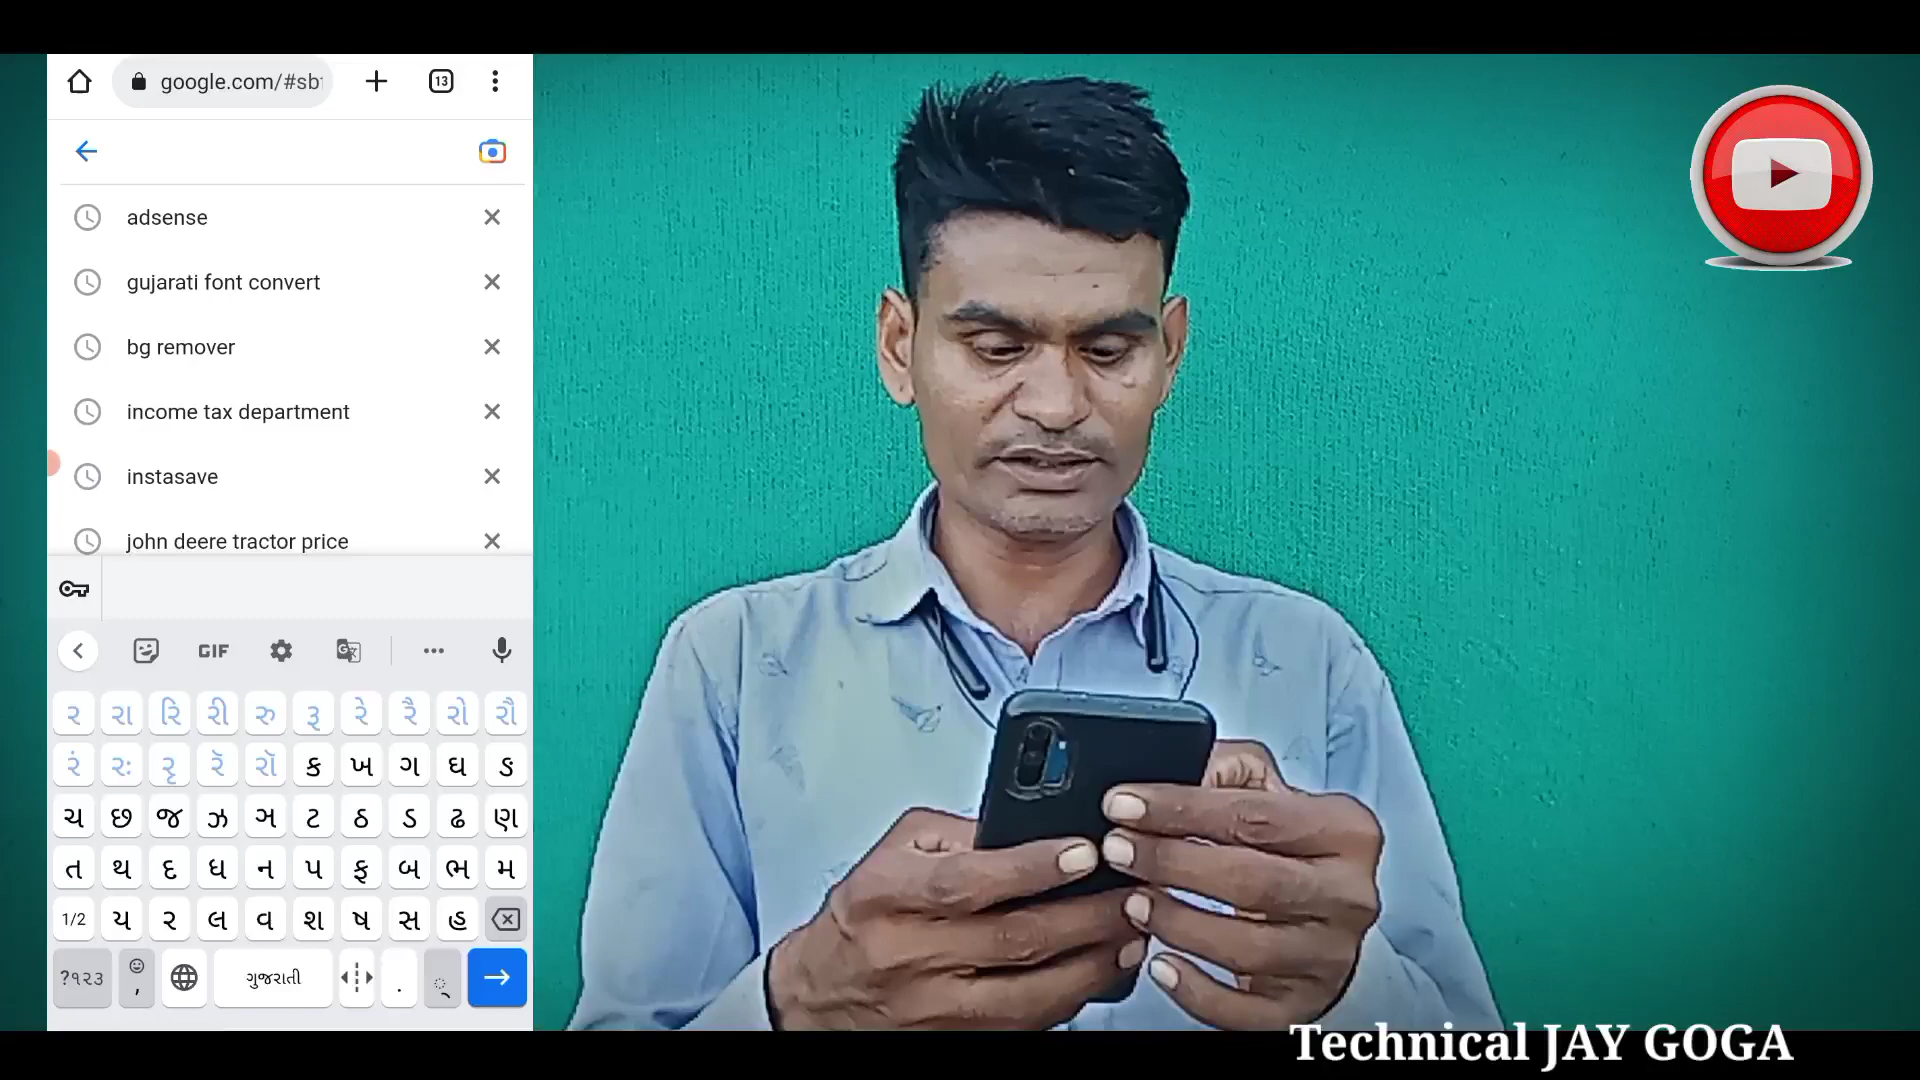 google.com/#sb
13
adsense
gujarati font convert
bg remover
income tax department
instasave
john deere tractor price
GIF
ર રા રિ રી રુ રૂ રે રૈ રો રૌ
રં રઃ રૃ રૅ રૉ ક ખ ગ ઘ ઙ
ચ છ જ ઝ ઞ ટ ઠ ડ ઢ ણ
ત થ દ ધ ન પ ફ બ ભ મ
1/2 ય ર લ વ શ ષ સ હ
?૧૨૩ , ગુજરાતી .
Technical JAY GOGA